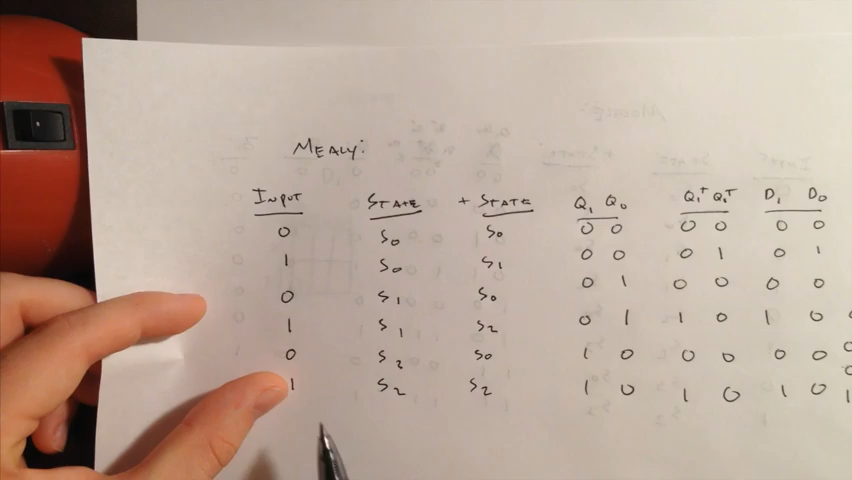 MEALY:
INPUT STATE + STATE Q₁ Q₀ Q₁⁺ Q₁⁺ D₁ D₀
0 S₀ S₀ 0 0 0 0 0 0
1 S₀ S₁ 0 0 0 1 0 1
0 S₁ S₀ 0 1 0 0 0 0
1 S₁ S₂ 0 1 1 0 1 0
0 S₂ S₀ 1 0 0 0 0 0
1 S₂ S₂ 1 0 1 0 1 0